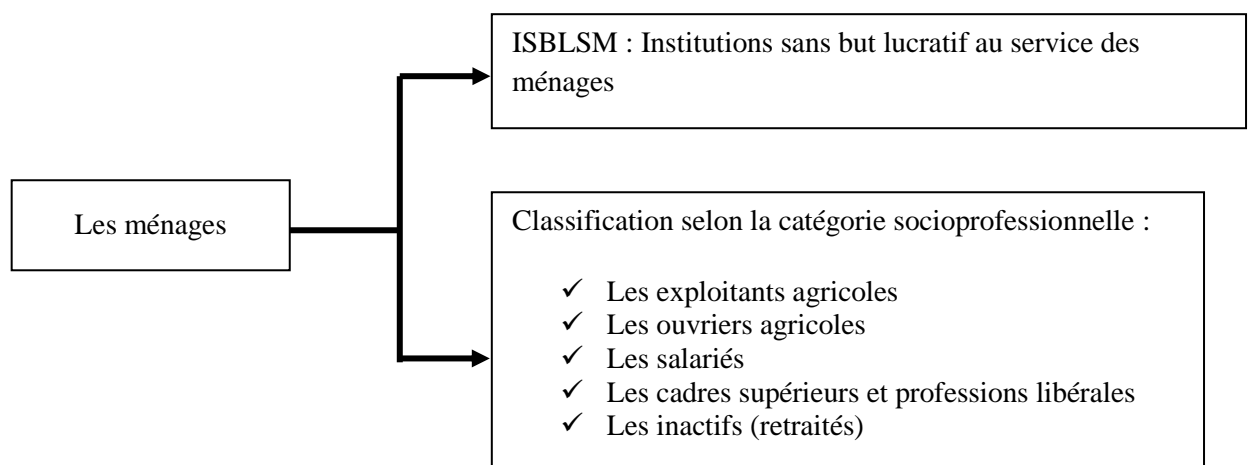 ISBLSM : Institutions sans but lucratif au service des
ménages
Les ménages
Classification selon la catégorie socioprofessionnelle :
✓ Les exploitants agricoles
✓ Les ouvriers agricoles
✓ Les salariés
✓ Les cadres supérieurs et professions libérales
✓ Les inactifs (retraités)